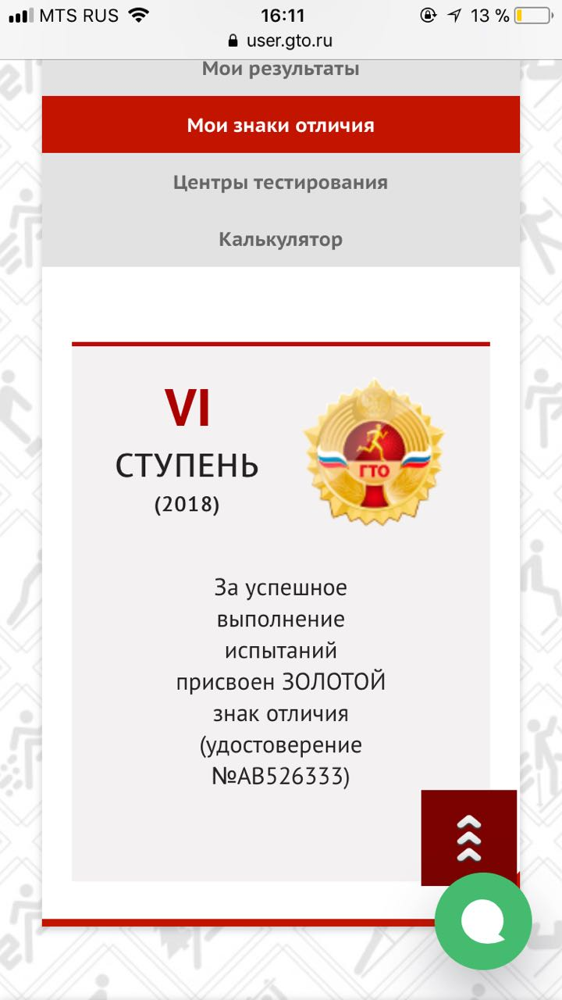 MTS RUS 16:11 13 %
user.gto.ru
Мои результаты
Мои знаки отличия
Центры тестирования
Калькулятор
VI
СТУПЕНЬ
(2018)
ГТО
За успешное
выполнение
испытаний
присвоен ЗОЛОТОЙ
знак отличия
(удостоверение
№АВ526333)